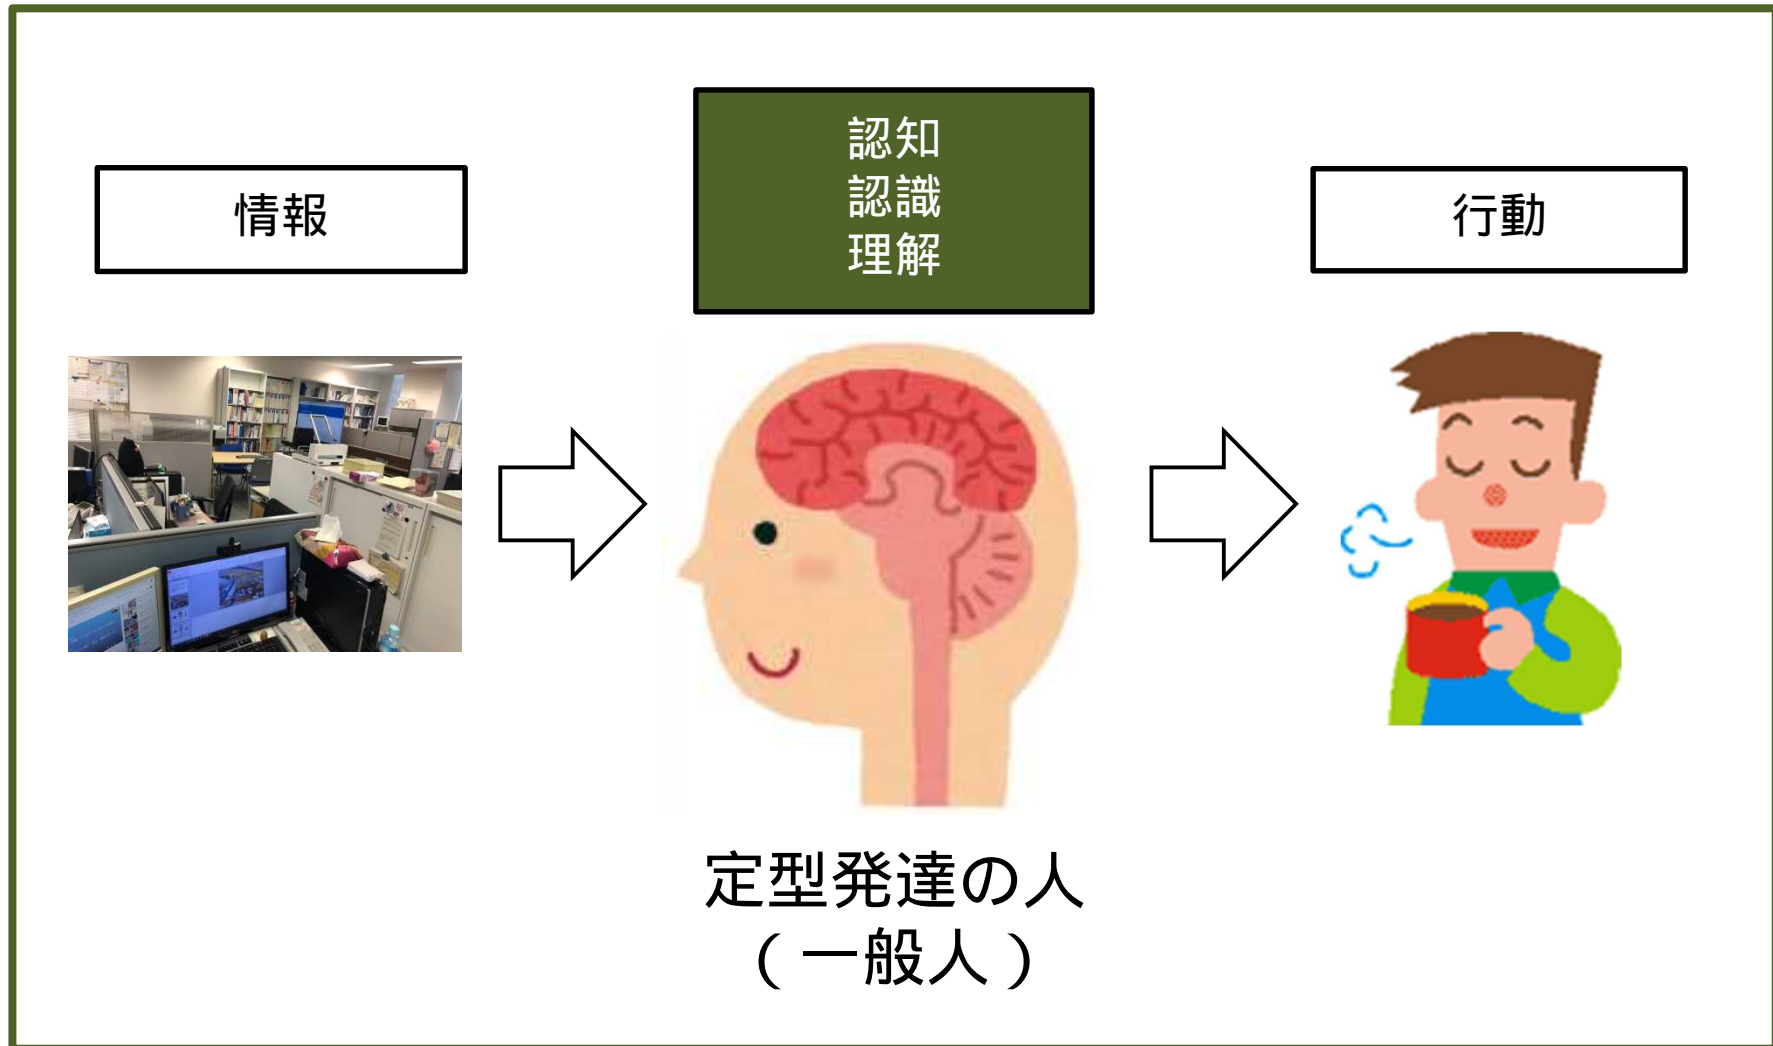 情報
認知
認識
理解
行動
定型発達の人
（一般人）